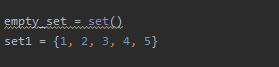 empty_set = set()
set1 = {1, 2, 3, 4, 5}